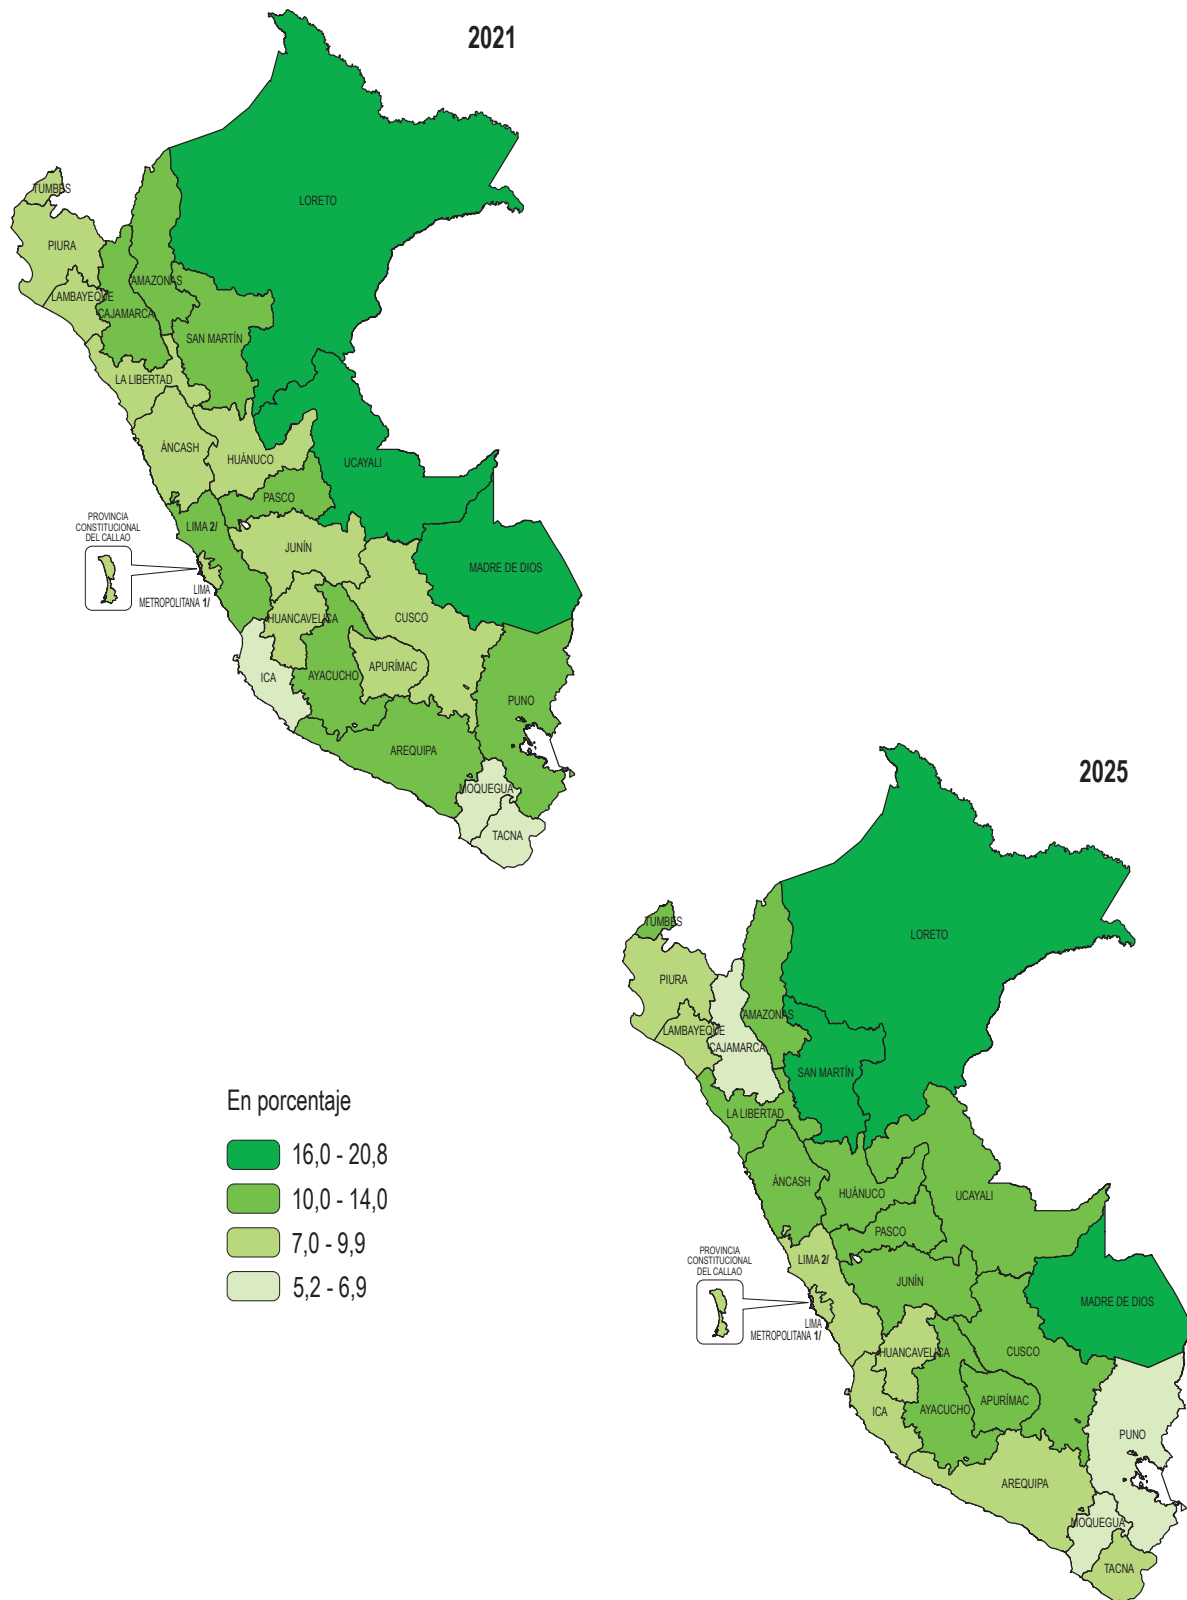 2021
LORETO
TUMBES
PIURA
AMAZONAS
LAMBAYEQUE
CAJAMARCA
SAN MARTÍN
LA LIBERTAD
ÁNCASH
HUÁNUCO
UCAYALI
PASCO
PROVINCIA
CONSTITUCIONAL
DEL CALLAO
LIMA 2/
JUNÍN
MADRE DE DIOS
LIMA
METROPOLITANA 1/
HUANCAVELICA
CUSCO
APURÍMAC
ICA
AYACUCHO
PUNO
AREQUIPA
MOQUEGUA
TACNA
2025
LORETO
TUMBES
PIURA
AMAZONAS
LAMBAYEQUE
CAJAMARCA
SAN MARTÍN
LA LIBERTAD
ÁNCASH
HUÁNUCO
UCAYALI
PASCO
PROVINCIA
CONSTITUCIONAL
DEL CALLAO
LIMA 2/
JUNÍN
MADRE DE DIOS
LIMA
METROPOLITANA 1/
HUANCAVELICA
CUSCO
APURÍMAC
ICA
AYACUCHO
PUNO
AREQUIPA
MOQUEGUA
TACNA
En porcentaje
16,0 - 20,8
10,0 - 14,0
7,0 - 9,9
5,2 - 6,9